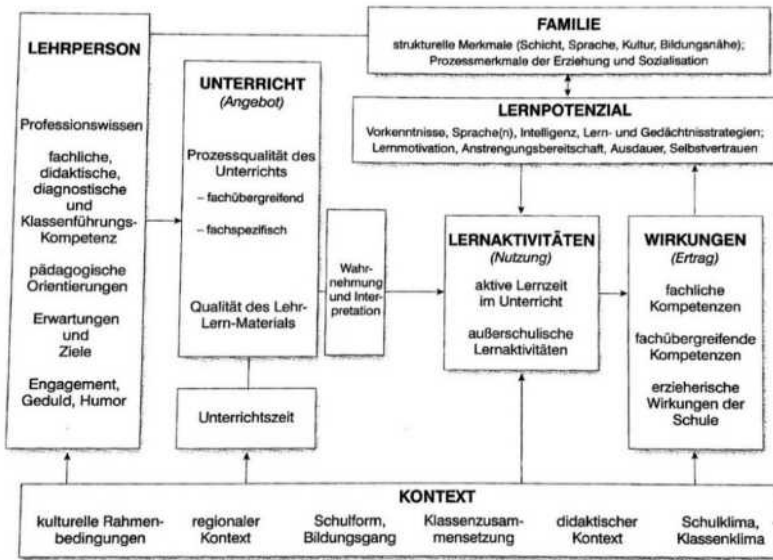 LEHRPERSON
Professionswissen
fachliche,
didaktische,
diagnostische
und
Klassenführungs-
Kompetenz
pädagogische
Orientierungen
Erwartungen
und
Ziele
Engagement,
Geduld, Humor
UNTERRICHT
(Angebot)
Prozessqualität des
Unterrichts
– fachübergreifend
– fachspezifisch
Qualität des Lehr-
Lern-Materials
Unterrichtszeit
Wahr-
nehmung
und Inter-
pretation
FAMILIE
strukturelle Merkmale (Schicht, Sprache, Kultur, Bildungsnähe);
Prozessmerkmale der Erziehung und Sozialisation
LERNPOTENZIAL
Vorkenntnisse, Sprache(n), Intelligenz, Lern- und Gedächtnisstrategien;
Lernmotivation, Anstrengungsbereitschaft, Ausdauer, Selbstvertrauen
LERNAKTIVITÄTEN
(Nutzung)
aktive Lernzeit
im Unterricht
außerschulische
Lernaktivitäten
WIRKUNGEN
(Ertrag)
fachliche
Kompetenzen
fachübergreifende
Kompetenzen
erzieherische
Wirkungen der
Schule
KONTEXT
kulturelle Rahmen-
bedingungen
regionaler
Kontext
Schulform,
Bildungsgang
Klassenzusam-
mensetzung
didaktischer
Kontext
Schulklima,
Klassenklima